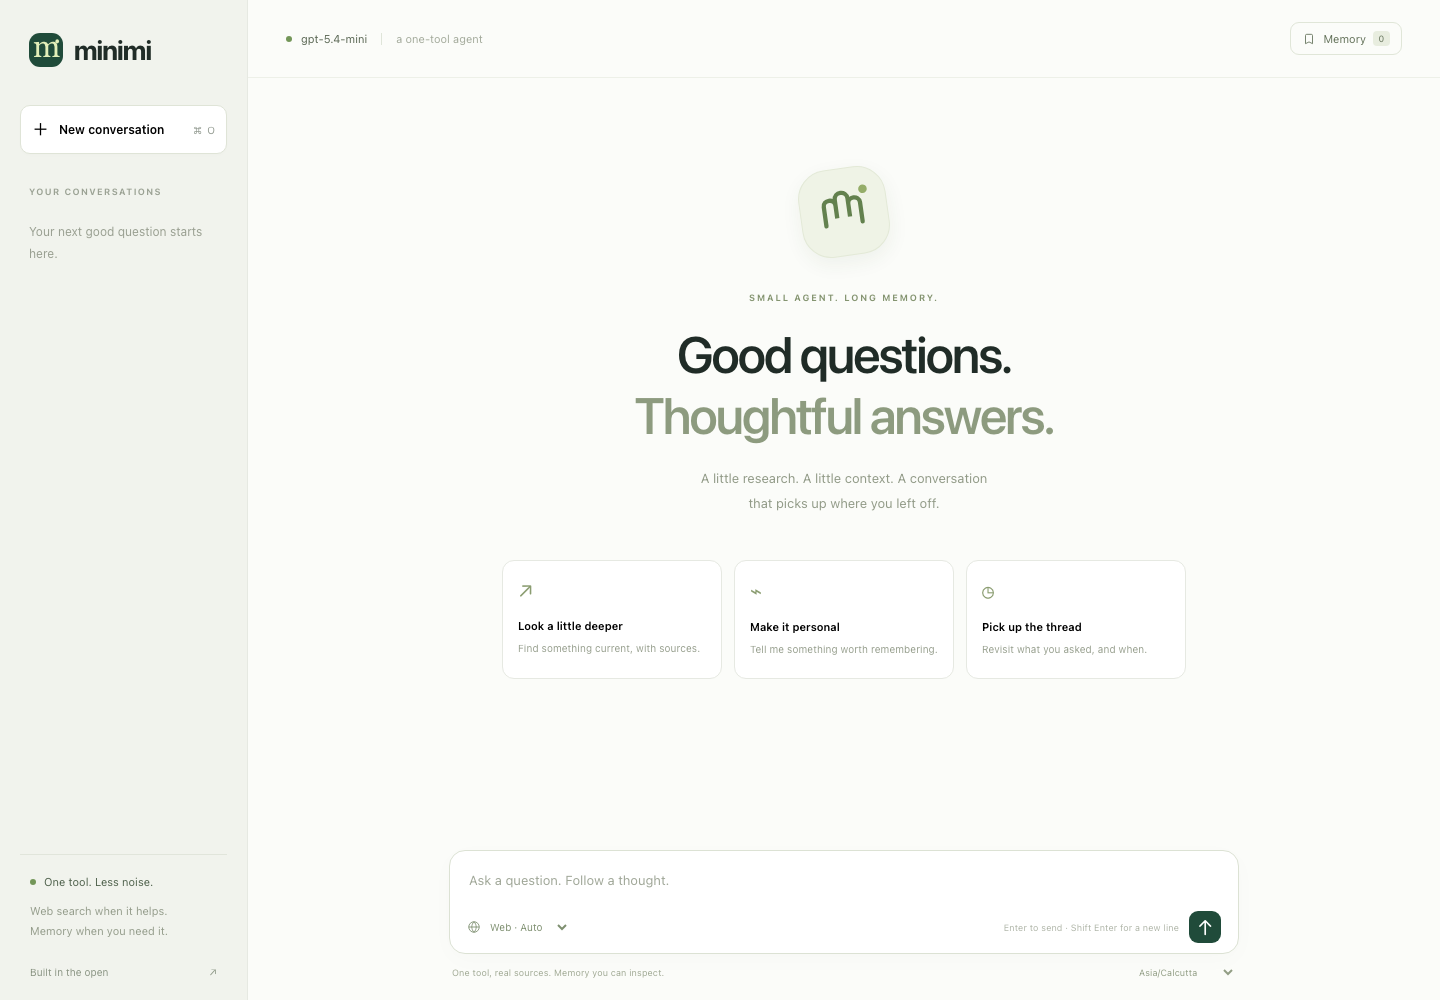 m minimi
New conversation ⌘ O
YOUR CONVERSATIONS
Your next good question starts
here.
One tool. Less noise.
Web search when it helps.
Memory when you need it.
Built in the open ↗
gpt-5.4-mini a one-tool agent
Memory 0
m
SMALL AGENT. LONG MEMORY.
Good questions.
Thoughtful answers.
A little research. A little context. A conversation
that picks up where you left off.
Look a little deeper
Find something current, with sources.
Make it personal
Tell me something worth remembering.
Pick up the thread
Revisit what you asked, and when.
Ask a question. Follow a thought.
Web · Auto
Enter to send · Shift Enter for a new line
One tool, real sources. Memory you can inspect.
Asia/Calcutta